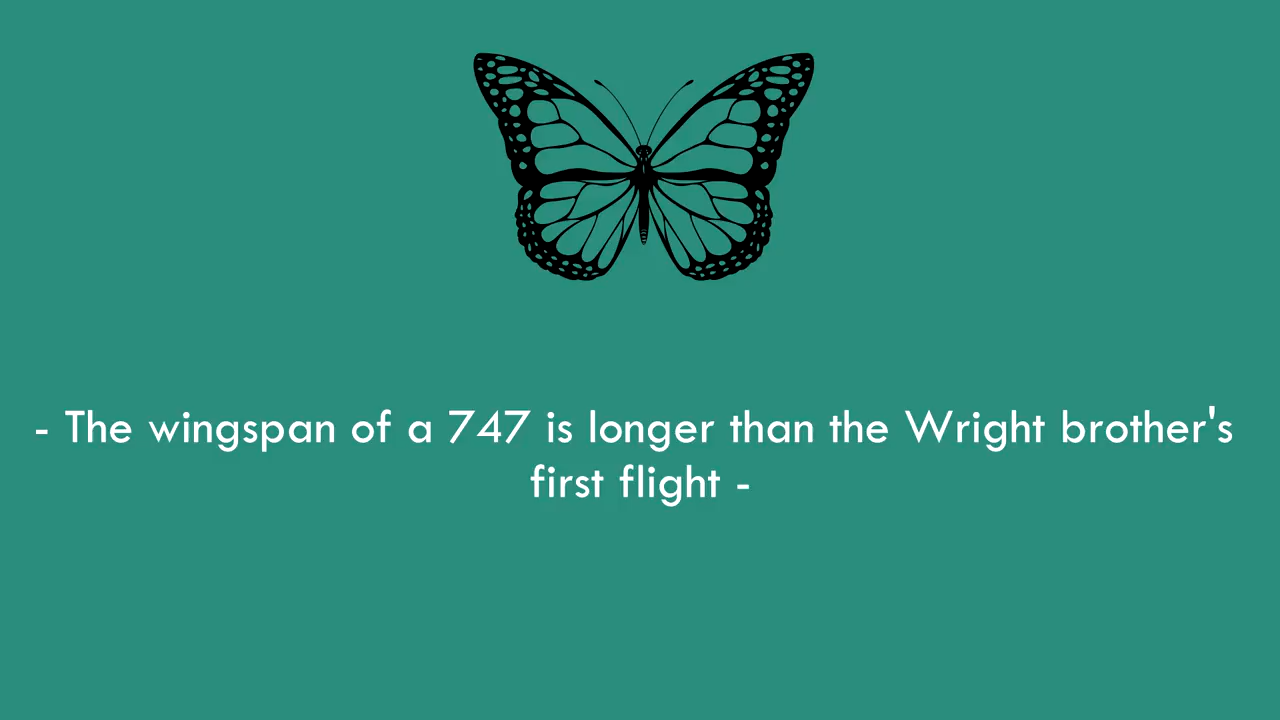 - The wingspan of a 747 is longer than the Wright brother's
first flight -